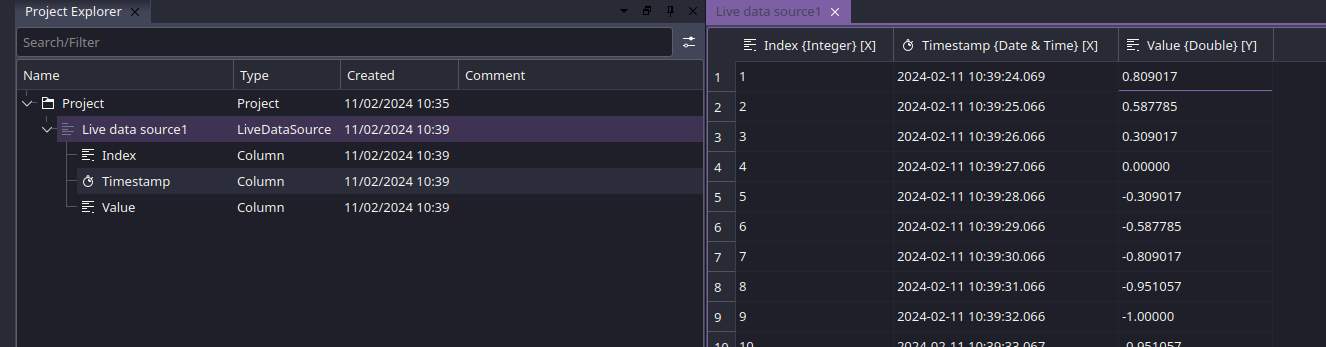 Project Explorer
Search/Filter
Name Type Created Comment
Project Project 11/02/2024 10:35
Live data source1 LiveDataSource 11/02/2024 10:39
Index Column 11/02/2024 10:39
Timestamp Column 11/02/2024 10:39
Value Column 11/02/2024 10:39
Live data source1
Index {Integer} [X] Timestamp {Date & Time} [X] Value {Double} [Y]
1 1 2024-02-11 10:39:24.069 0.809017
2 2 2024-02-11 10:39:25.066 0.587785
3 3 2024-02-11 10:39:26.066 0.309017
4 4 2024-02-11 10:39:27.066 0.00000
5 5 2024-02-11 10:39:28.066 -0.309017
6 6 2024-02-11 10:39:29.066 -0.587785
7 7 2024-02-11 10:39:30.066 -0.809017
8 8 2024-02-11 10:39:31.066 -0.951057
9 9 2024-02-11 10:39:32.066 -1.00000
10 10 2024-02-11 10:39:33.067 -0.951057